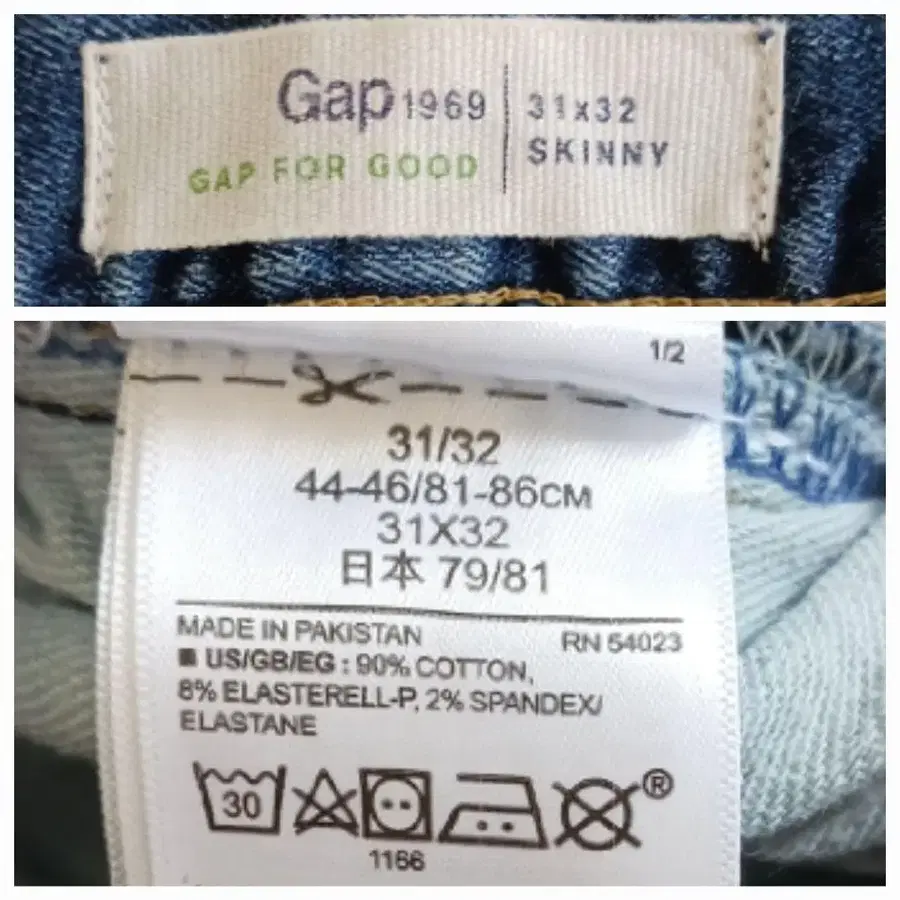 Gap 1969
GAP FOR GOOD
31x32
SKINNY
1/2
31/32
44-46/81-86CM
31X32
日本 79/81
MADE IN PAKISTAN
RN 54023
■ US/GB/EG : 90% COTTON,
8% ELASTERELL-P, 2% SPANDEX/
ELASTANE
30
®
1166